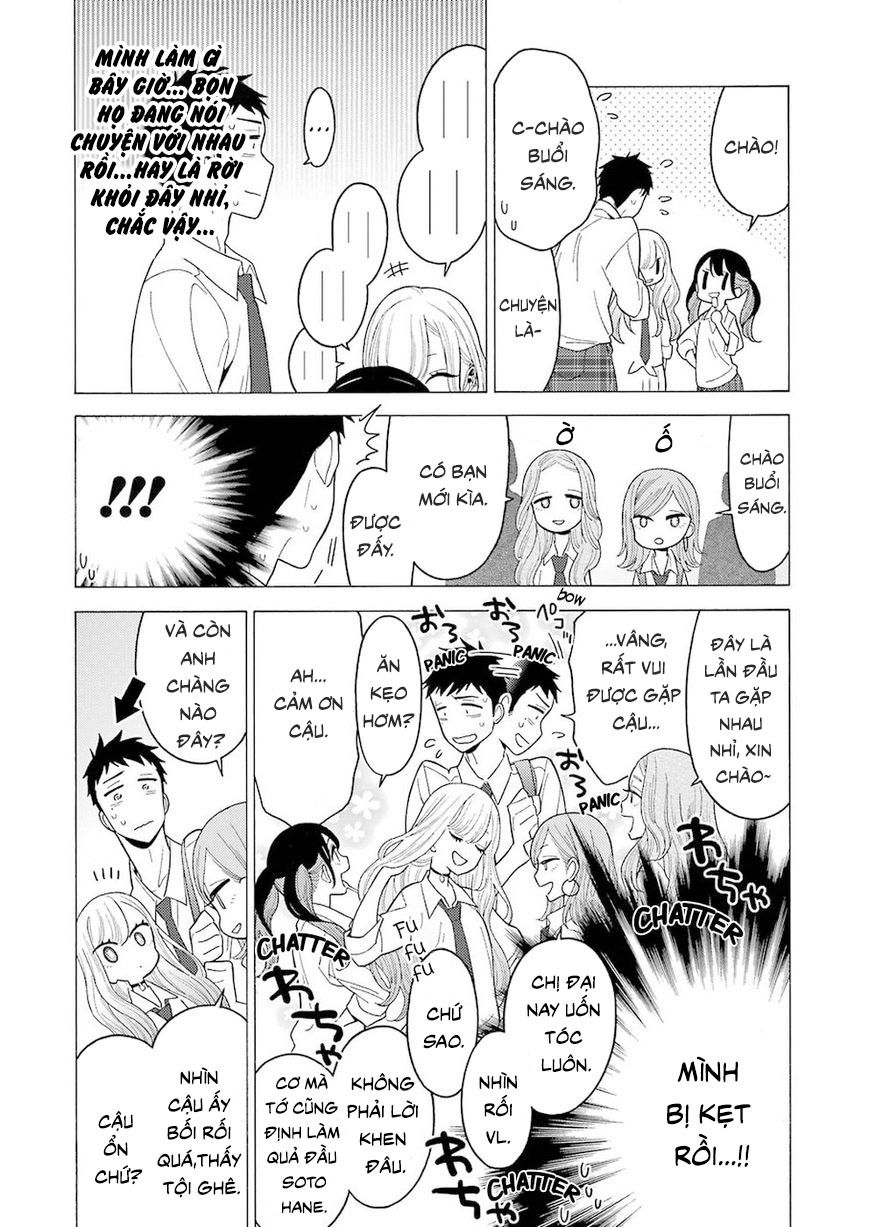 CHÀO!
C-CHÀO
BUỔI
SÁNG.
CHUYỆN
LÀ-
...
MÌNH LÀM GÌ
BÂY GIỜ... BỌN
HỌ ĐANG NÓI
CHUYỆN VỚI NHAU
RỒI...HAY LÀ RỜI
KHỎI ĐÂY NHỈ,
CHẮC VẬY...
CHÀO
BUỔI
SÁNG.
Ố
Ờ
CÓ BẠN
MỚI KÌA.
ĐƯỢC
ĐẤY.
!!!
ĐÂY LÀ
LẦN ĐẦU
TA GẶP
NHAU
NHỈ, XIN
CHÀO~
...VÂNG,
RẤT VUI
ĐƯỢC GẶP
CẬU...
BOW
ペコッ
おろ
PANIC
おろ
PANIC
PANIC
ĂN
KẸO
HƠM?
AH...
CẢM ƠN
CẬU.
わちゃ
CHATTER
CHATTER
わちゃ
FU
FU
FU
CHỊ ĐẠI
NAY UỐN
TÓC
LUÔN.
NHÌN
RỐI
VL.
CHỨ
SAO.
KHÔNG
PHẢI LỜI
KHEN
ĐÂU.
CƠ MÀ
TỚ CŨNG
ĐỊNH LÀM
QUẢ ĐẦU
SOTO
HANE.
わちゃ
CHATTER
MÌNH
BỊ KẸT
RỒI...!!
VÀ CÒN
ANH
CHÀNG
NÀO
ĐÂY?
NHÌN
CẬU ẤY
BỐI RỐI
QUÁ,THẤY
TỘI GHÊ.
CẬU
ỔN
CHỨ?